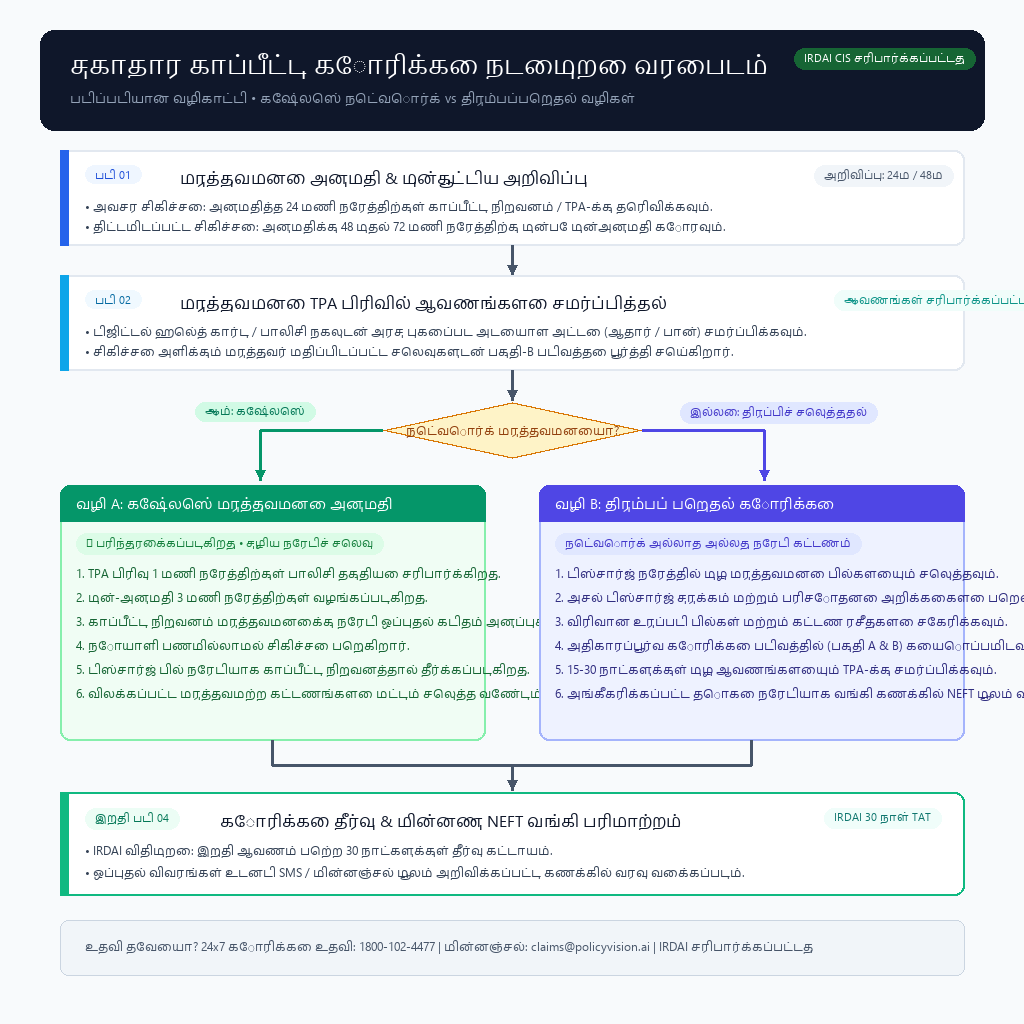 சுகாதார காப்பீட்டு கோரிக்கை நடைமுறை வரைபடம்
IRDAI CIS சரிபார்க்கப்பட்டது
படிப்படியான வழிகாட்டி • கேஷ்லெஸ் நெட்வொர்க் vs திரும்பப்பெறுதல் வழிகள்
படி 01
மருத்துவமனை அனுமதி & முன்கூட்டிய அறிவிப்பு
அறிவிப்பு: 24ம / 48ம
• அவசர சிகிச்சை: அனுமதித்த 24 மணி நேரத்திற்குள் காப்பீட்டு நிறுவனம் / TPA-க்கு தெரிவிக்கவும்.
• திட்டமிடப்பட்ட சிகிச்சை: அனுமதிக்கு 48 முதல் 72 மணி நேரத்திற்கு முன்பே முன்அனுமதி கோரவும்.
படி 02
மருத்துவமனை TPA பிரிவில் ஆவணங்களை சமர்ப்பித்தல்
ஆவணங்கள் சரிபார்க்கப்பட்ட
• டிஜிட்டல் ஹெல்த் கார்டு / பாலிசி நகலுடன் அரசு புகைப்பட அடையாள அட்டை (ஆதார் / பான்) சமர்ப்பிக்கவும்.
• சிகிச்சை அளிக்கும் மருத்துவர் மதிப்பிடப்பட்ட செலவுகளுடன் பகுதி-B படிவத்தை பூர்த்தி செய்கிறார்.
ஆம்: கேஷ்லெஸ்
இல்லை: திருப்பிச் செலுத்துதல்
நெட்வொர்க் மருத்துவமனையா?
வழி A: கேஷ்லெஸ் மருத்துவமனை அனுமதி
பரிந்துரைக்கப்படுகிறது • சுழிய நேரடிச் செலவு
1. TPA பிரிவு 1 மணி நேரத்திற்குள் பாலிசி தகுதியை சரிபார்க்கிறது.
2. முன்-அனுமதி 3 மணி நேரத்திற்குள் வழங்கப்படுகிறது.
3. காப்பீட்டு நிறுவனம் மருத்துவமனைக்கு நேரடி ஒப்புதல் கடிதம் அனுப்புகி
4. நோயாளி பணமில்லாமல் சிகிச்சை பெறுகிறார்.
5. டிஸ்சார்ஜ் பில் நேரடியாக காப்பீட்டு நிறுவனத்தால் தீர்க்கப்படுகிறது.
6. விலக்கப்பட்ட மருத்துவமற்ற கட்டணங்களை மட்டும் செலுத்த வேண்டும்
வழி B: திரும்பப் பெறுதல் கோரிக்கை
நெட்வொர்க் அல்லாத அல்லது நேரடி கட்டணம்
1. டிஸ்சார்ஜ் நேரத்தில் முழு மருத்துவமனை பில்களையும் செலுத்தவும்.
2. அசல் டிஸ்சார்ஜ் சுருக்கம் மற்றும் பரிசோதனை அறிக்கைகளை பெற
3. விரிவான உருப்படி பில்கள் மற்றும் கட்டண ரசீதுகளை சேகரிக்கவும்.
4. அதிகாரப்பூர்வ கோரிக்கை படிவத்தில் (பகுதி A & B) கையொப்பமிடவ
5. 15-30 நாட்களுக்குள் முழு ஆவணங்களையும் TPA-க்கு சமர்ப்பிக்கவும்.
6. அங்கீகரிக்கப்பட்ட தொகை நேரடியாக வங்கி கணக்கில் NEFT மூலம் வ
இறுதி படி 04
கோரிக்கை தீர்வு & மின்னணு NEFT வங்கி பரிமாற்றம்
IRDAI 30 நாள் TAT
• IRDAI விதிமுறை: இறுதி ஆவணம் பெற்ற 30 நாட்களுக்குள் தீர்வு கட்டாயம்.
• ஒப்புதல் விவரங்கள் உடனடி SMS / மின்னஞ்சல் மூலம் அறிவிக்கப்பட்டு கணக்கில் வரவு வைக்கப்படும்.
உதவி தேவையா? 24x7 கோரிக்கை உதவி: 1800-102-4477 | மின்னஞ்சல்: claims@policyvision.ai | IRDAI சரிபார்க்கப்பட்டது